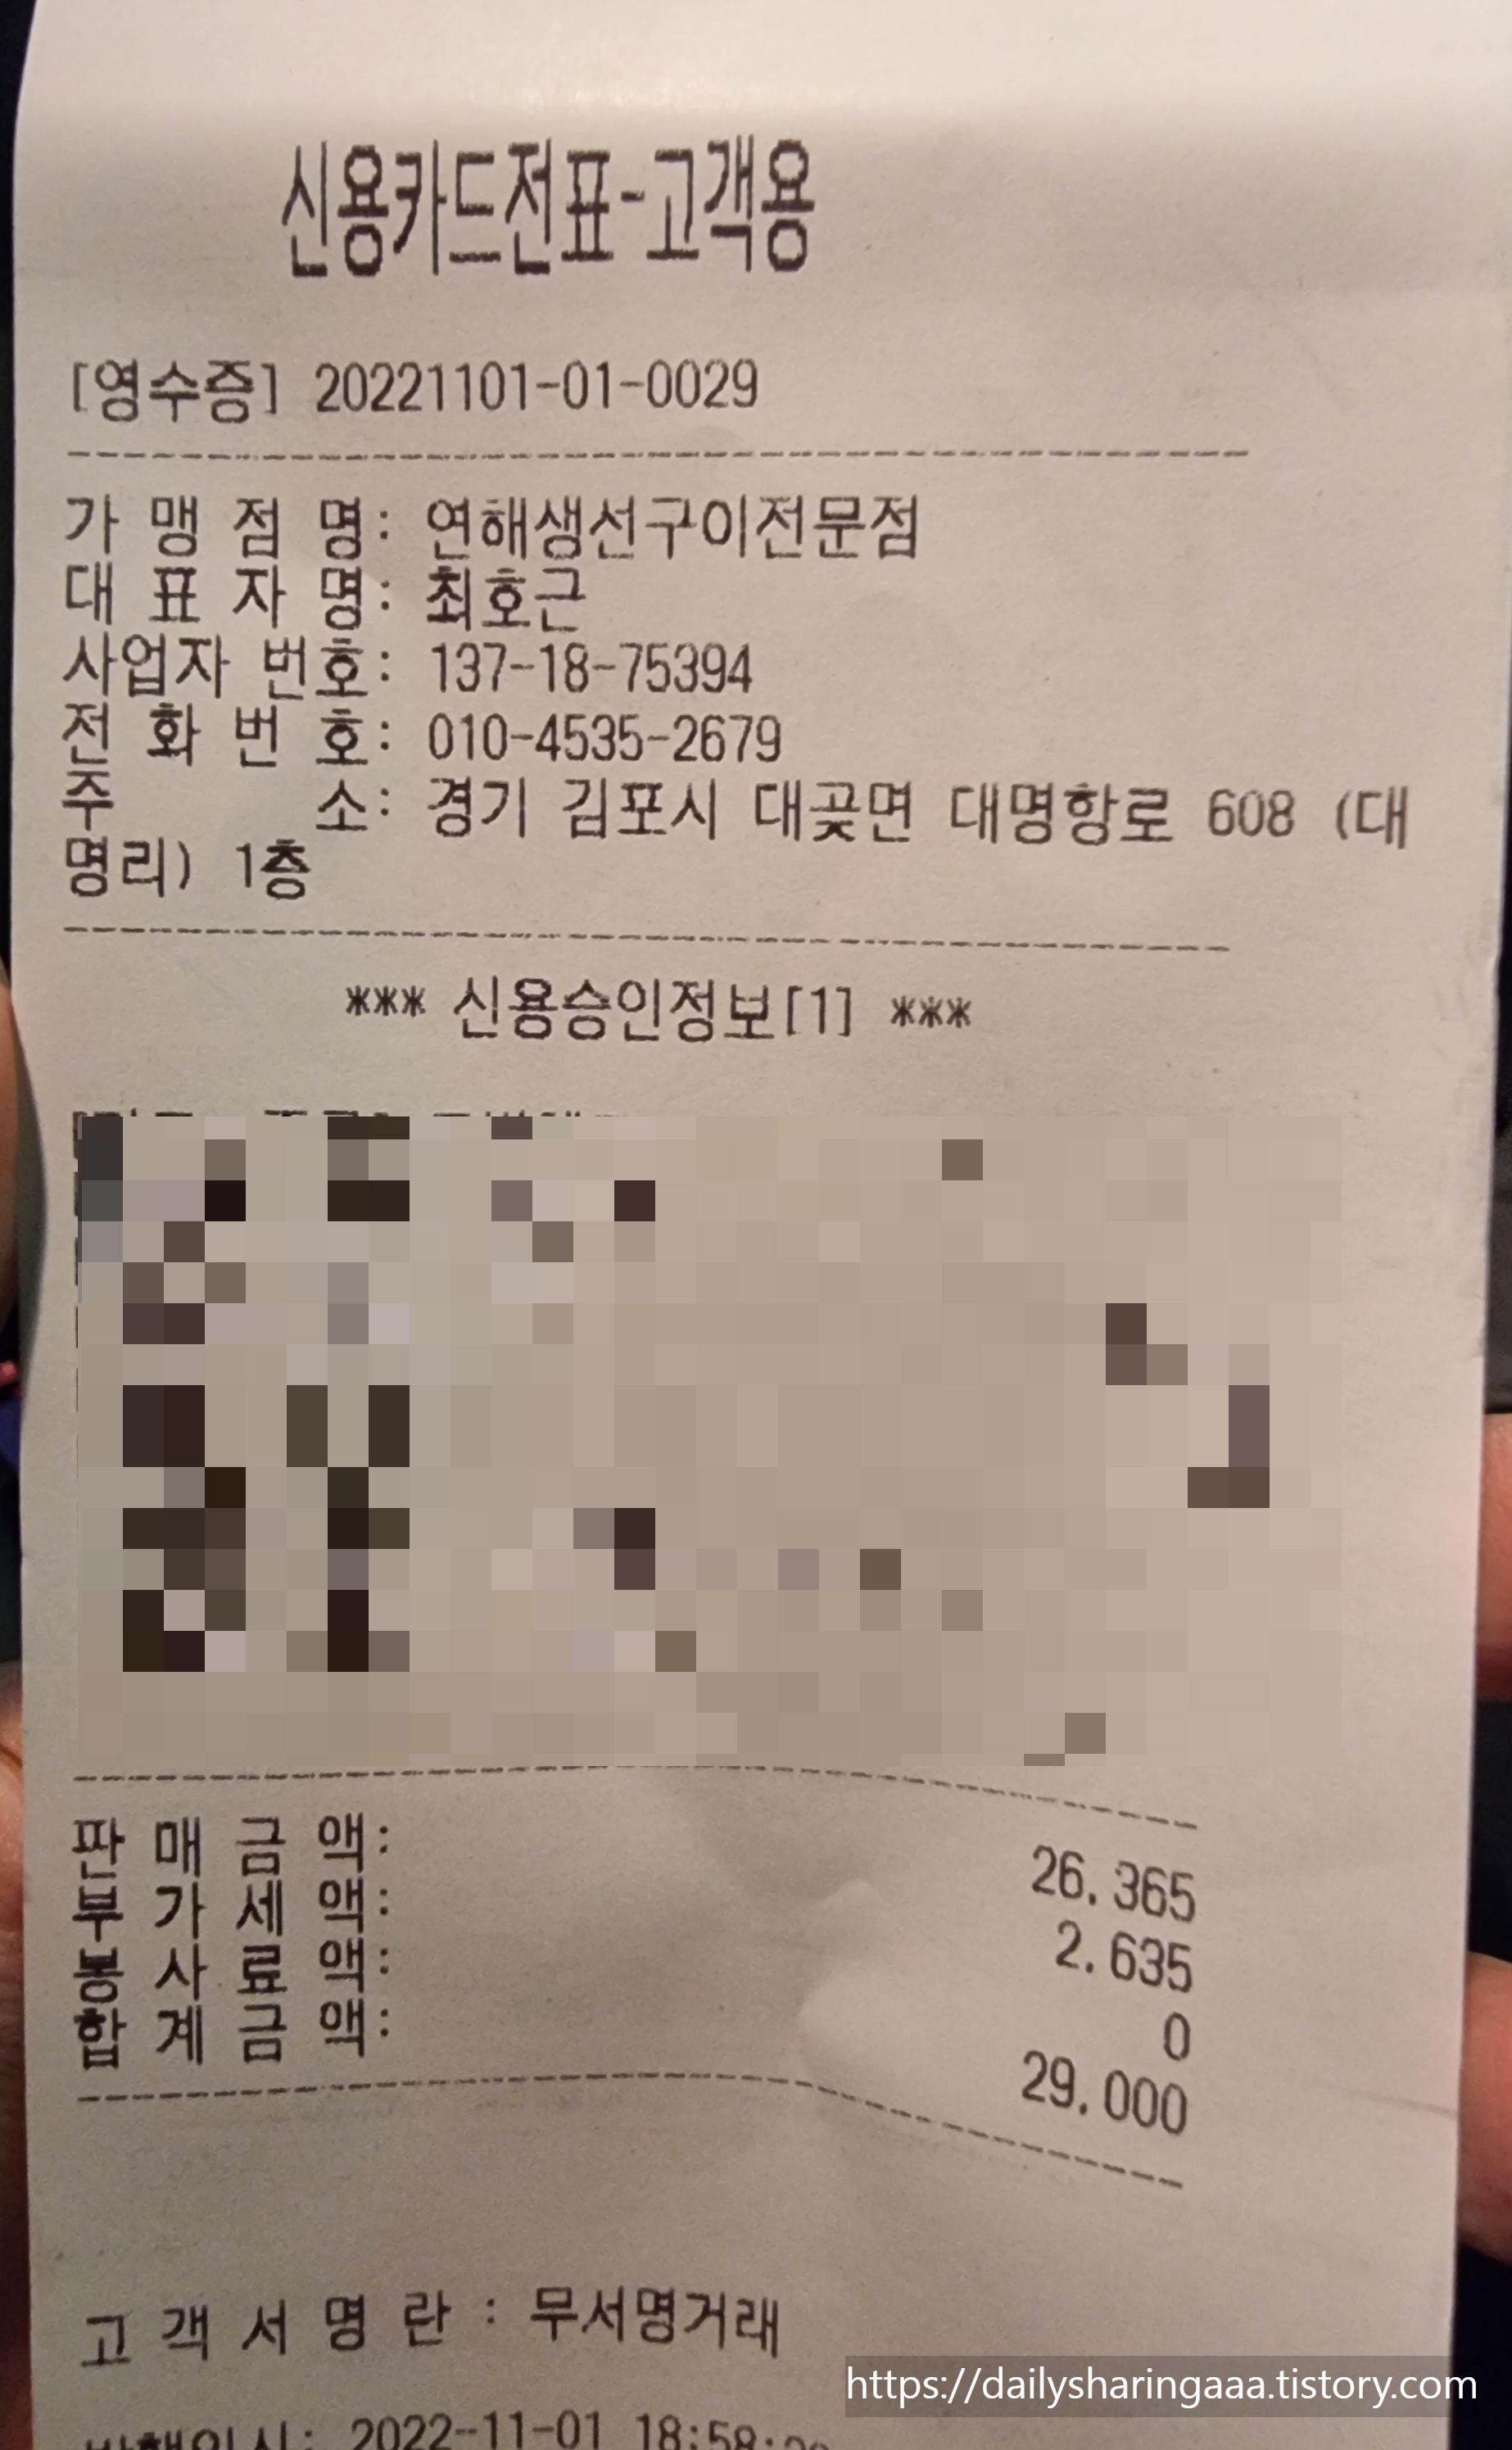 신용카드전표-고객용
[영수증] 20221101-01-0029
가 맹 점 명: 연해생선구이전문점
대 표 자 명: 최호근
사업자 번호: 137-18-75394
전 화 번 호: 010-4535-2679
주 소: 경기 김포시 대곶면 대명항로 608 (대
명리) 1층
*** 신용승인정보[1] ***
판 매 금 액: 26.365
부 가 세 액: 2.635
봉 사 료 액: 0
합 계 금 액: 29.000
고 객 서 명 란 : 무서명거래
https://dailysharingaaa.tistory.com
2022-11-01 18:58: